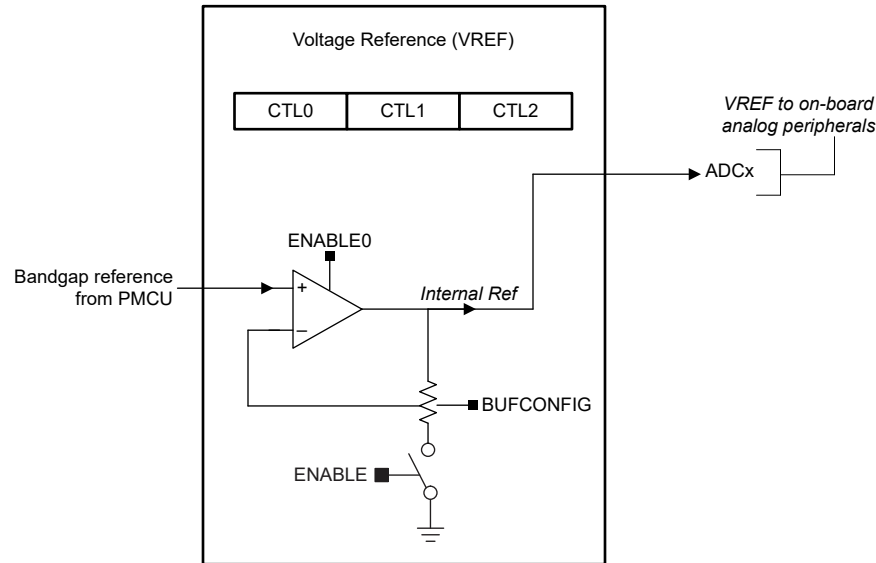 Voltage Reference (VREF)
CTL0 CTL1 CTL2
VREF to on-board
analog peripherals
ADCx
ENABLE0
Bandgap reference
from PMCU
+
Internal Ref
–
BUFCONFIG
ENABLE